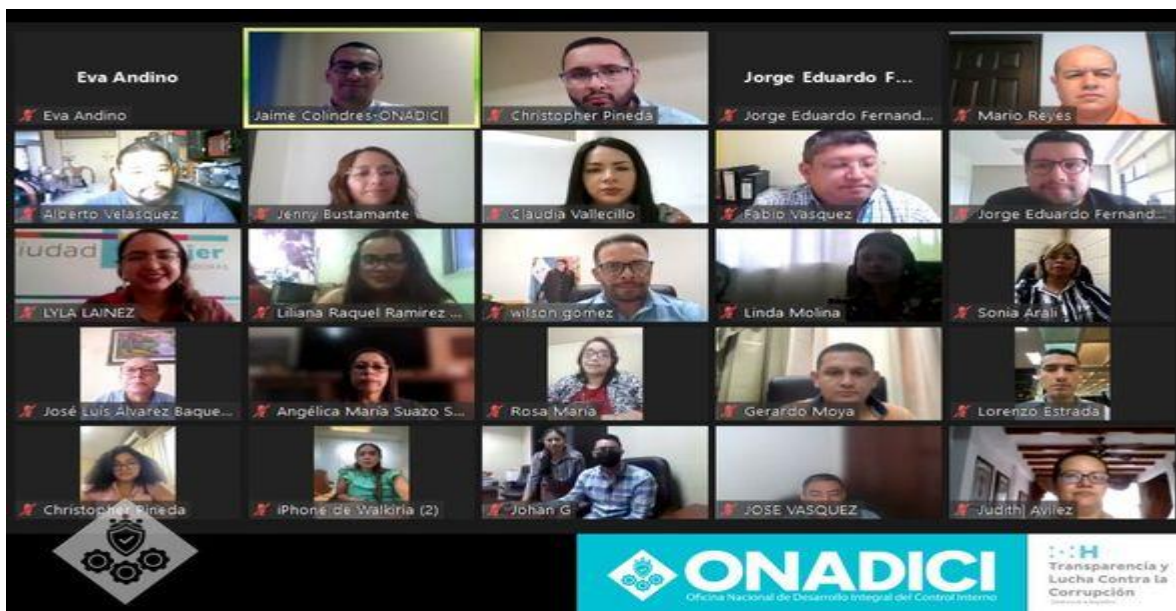 Eva Andino
Eva Andino
Jaime Colindres-ONADICI
Christopher Pineda
Jorge Eduardo F...
Jorge Eduardo Fernand...
Mario Reyes
Alberto Velasquez
Jenny Bustamante
Claudia Vallecillo
Fabio Vasquez
Jorge Eduardo Fernand...
iudad jer
LYLA LAINEZ
Liliana Raquel Ramirez ...
wilson gomez
Linda Molina
Sonia Arali
José Luis Alvarez Baque...
Angélica María Suazo S...
Rosa María
Gerardo Moya
Lorenzo Estrada
Christopher Pineda
iPhone de Walkiria (2)
Johan G
JOSE VASQUEZ
Judith Avilez
ONADICI
Oficina Nacional de Desarrollo Integral del Control Interno
H
Transparencia y
Lucha Contra la
Corrupción